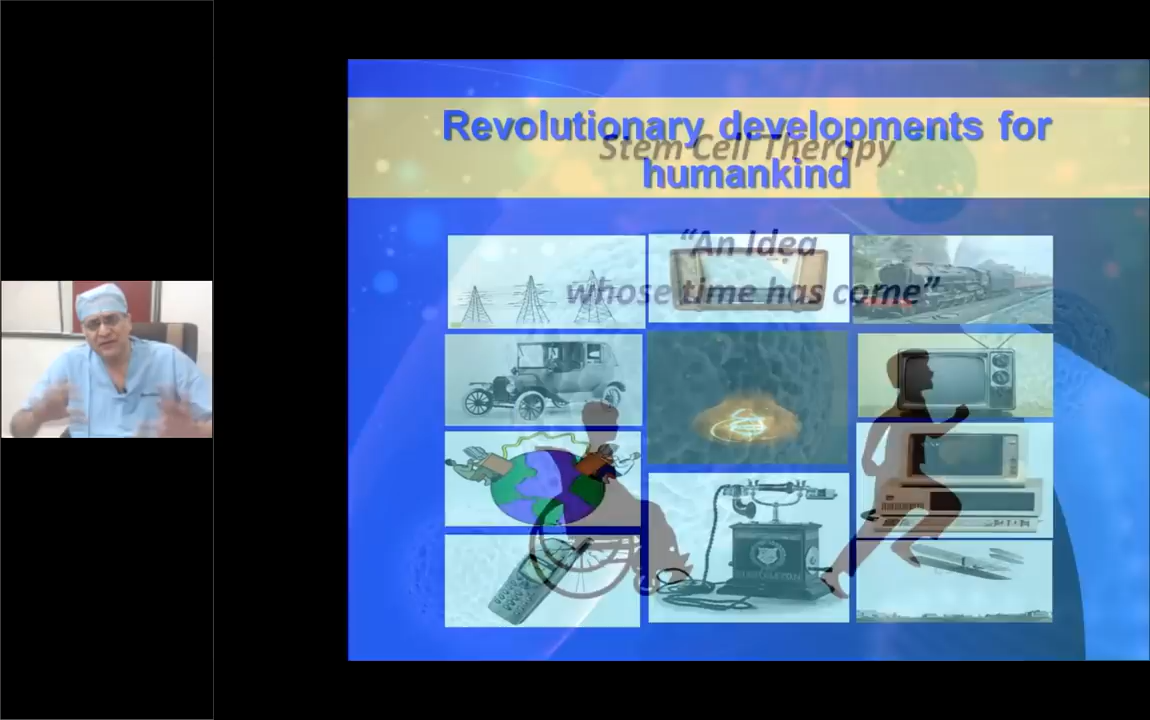 Revolutionary developments for
humankind
Stem Cell Therapy
“An Idea
whose time has come”